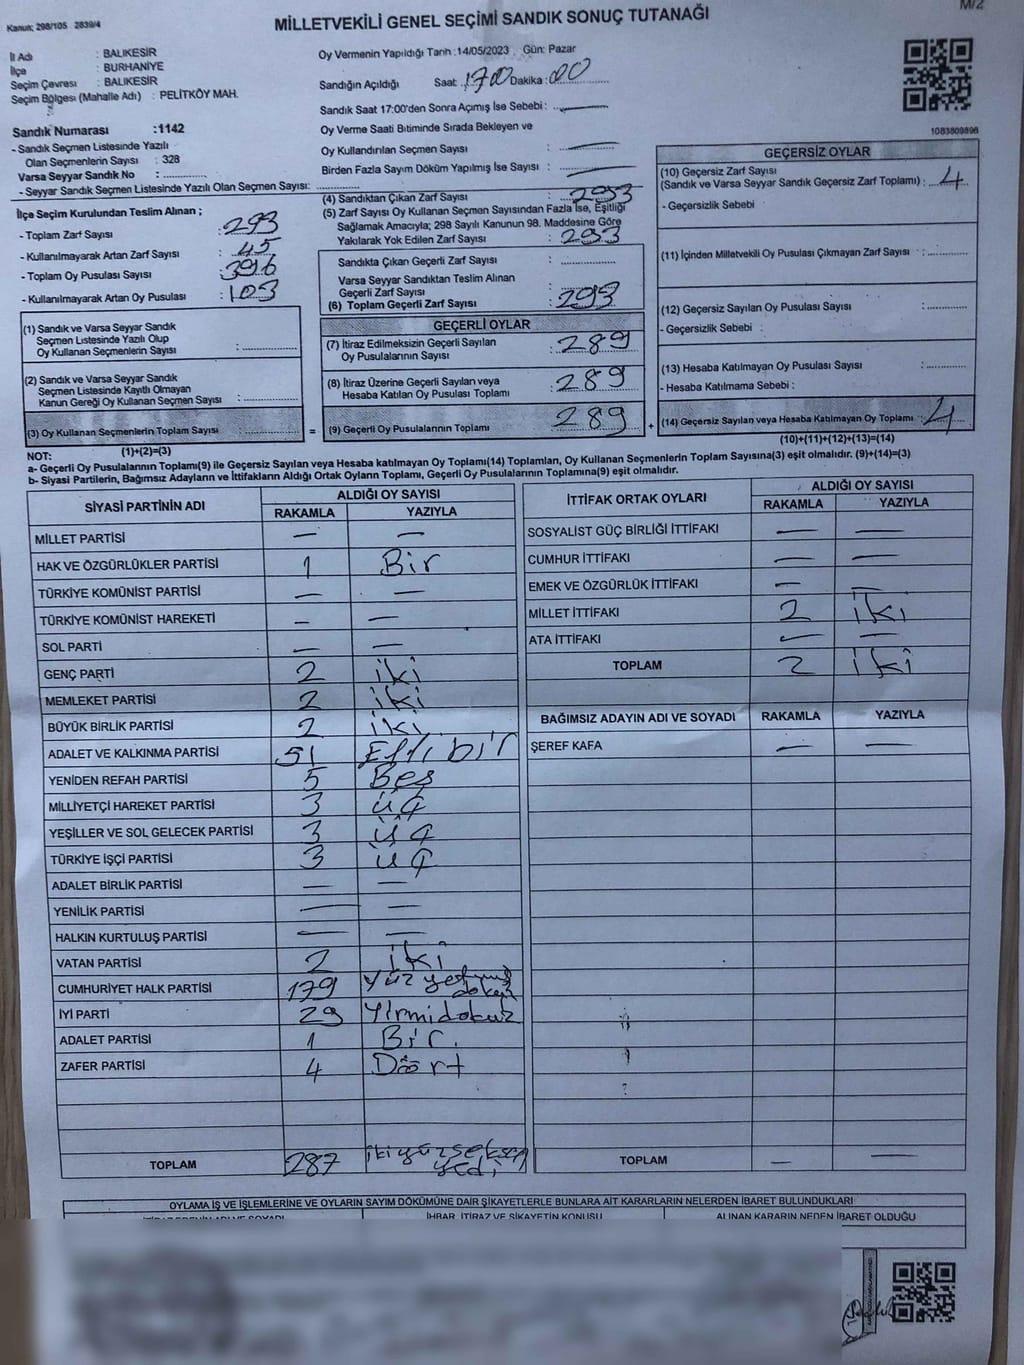 Kanun; 298/105 2839/4
M/2
MİLLETVEKİLİ GENEL SEÇİMİ SANDIK SONUÇ TUTANAĞI
İl Adı : BALIKESİR
İlçe : BURHANİYE
Seçim Çevresi : BALIKESİR
Seçim Bölgesi (Mahalle Adı) : PELİTKÖY MAH.
Sandık Numarası :1142
- Sandık Seçmen Listesinde Yazılı
Olan Seçmenlerin Sayısı : 328
Varsa Seyyar Sandık No :
- Seyyar Sandık Seçmen Listesinde Yazılı Olan Seçmen Sayısı:
İlçe Seçim Kurulundan Teslim Alınan ;
- Toplam Zarf Sayısı : 293
- Kullanılmayarak Artan Zarf Sayısı : 45
- Toplam Oy Pusulası Sayısı : 396
- Kullanılmayarak Artan Oy Pusulası : 103
(1) Sandık ve Varsa Seyyar Sandık
Seçmen Listesinde Yazılı Olup
Oy Kullanan Seçmenlerin Sayısı :
(2) Sandık ve Varsa Seyyar Sandık
Seçmen Listesinde Kayıtlı Olmayan
Kanun Gereği Oy Kullanan Seçmen Sayısı :
(3) Oy Kullanan Seçmenlerin Toplam Sayısı =
(1)+(2)=(3)
Oy Vermenin Yapıldığı Tarih :14/05/2023 . Gün: Pazar
Sandığın Açıldığı Saat :1700 Dakika : 00
Sandık Saat 17:00'den Sonra Açımış İse Sebebi : —
Oy Verme Saati Bitiminde Sırada Bekleyen ve
Oy Kullandırılan Seçmen Sayısı : —
Birden Fazla Sayım Döküm Yapılmış İse Sayısı : —
(4) Sandıktan Çıkan Zarf Sayısı : 293
(5) Zarf Sayısı Oy Kullanan Seçmen Sayısından Fazla İse, Eşitliği
Sağlamak Amacıyla; 298 Sayılı Kanunun 98. Maddesine Göre
Yakılarak Yok Edilen Zarf Sayısı : 293
Sandıkta Çıkan Geçerli Zarf Sayısı :
Varsa Seyyar Sandıktan Teslim Alınan
Geçerli Zarf Sayısı :
(6) Toplam Geçerli Zarf Sayısı : 293
GEÇERLİ OYLAR
(7) İtiraz Edilmeksizin Geçerli Sayılan
Oy Pusulalarının Sayısı : 289
(8) İtiraz Üzerine Geçerli Sayılan veya
Hesaba Katılan Oy Pusulaları Toplamı : 289
(9) Geçerli Oy Pusulalarının Toplamı 289 +
1083809896
GEÇERSİZ OYLAR
(10) Geçersiz Zarf Sayısı
(Sandık ve Varsa Seyyar Sandık Geçersiz Zarf Toplamı) : 4
- Geçersizlik Sebebi :
(11) İçinden Milletvekili Oy Pusulası Çıkmayan Zarf Sayısı :
(12) Geçersiz Sayılan Oy Pusulası Sayısı :
- Geçersizlik Sebebi :
(13) Hesaba Katılmayan Oy Pusulası Sayısı :
- Hesaba Katılmama Sebebi :
(14) Geçersiz Sayılan veya Hesaba Katılmayan Oy Toplamı : 4
(10)+(11)+(12)+(13)=(14)
NOT:
a- Geçerli Oy Pusulalarının Toplamı(9) ile Geçersiz Sayılan veya Hesaba katılmayan Oy Toplamı(14) Toplamları, Oy Kullanan Seçmenlerin Toplam Sayısına(3) eşit olmalıdır. (9)+(14)=(3)
b- Siyasi Partilerin, Bağımsız Adayların ve İttifakların Aldığı Ortak Oyların Toplamı, Geçerli Oy Pusulalarının Toplamına(9) eşit olmalıdır.
SİYASİ PARTİNİN ADI ALDIĞI OY SAYISI
RAKAMLA YAZIYLA
MİLLET PARTİSİ — —
HAK VE ÖZGÜRLÜKLER PARTİSİ 1 Bir
TÜRKİYE KOMÜNİST PARTİSİ — —
TÜRKİYE KOMÜNİST HAREKETİ — —
SOL PARTİ — —
GENÇ PARTİ 2 iki
MEMLEKET PARTİSİ 2 iki
BÜYÜK BİRLİK PARTİSİ 2 iki
ADALET VE KALKINMA PARTİSİ 51 Elli bir
YENİDEN REFAH PARTİSİ 5 Beş
MİLLİYETÇİ HAREKET PARTİSİ 3 üç
YEŞİLLER VE SOL GELECEK PARTİSİ 3 üç
TÜRKİYE İŞÇİ PARTİSİ 3 üç
ADALET BİRLİK PARTİSİ — —
YENİLİK PARTİSİ — —
HALKIN KURTULUŞ PARTİSİ — —
VATAN PARTİSİ 2 iki
CUMHURİYET HALK PARTİSİ 179 Yüz yetmiş dokuz
İYİ PARTİ 29 Yirmidokuz
ADALET PARTİSİ 1 Bir.
ZAFER PARTİSİ 4 Dört
TOPLAM 287 ikiyüzseksen yedi
İTTİFAK ORTAK OYLARI ALDIĞI OY SAYISI
RAKAMLA YAZIYLA
SOSYALİST GÜÇ BİRLİĞİ İTTİFAKI — —
CUMHUR İTTİFAKI — —
EMEK VE ÖZGÜRLÜK İTTİFAKI — —
MİLLET İTTİFAKI 2 iki
ATA İTTİFAKI — —
TOPLAM 2 iki
BAĞIMSIZ ADAYIN ADI VE SOYADI RAKAMLA YAZIYLA
ŞEREF KAFA — —
TOPLAM — —
OYLAMA İŞ VE İŞLEMLERİNE VE OYLARIN SAYIM DÖKÜMÜNE DAİR ŞİKAYETLERLE BUNLARA AİT KARARLARIN NELERDEN İBARET BULUNDUKLARI
İTİRAZ EDENİN ADI VE SOYADI İHBAR, İTİRAZ VE ŞİKAYETİN KONUSU ALINAN KARARIN NEDEN İBARET OLDUĞU